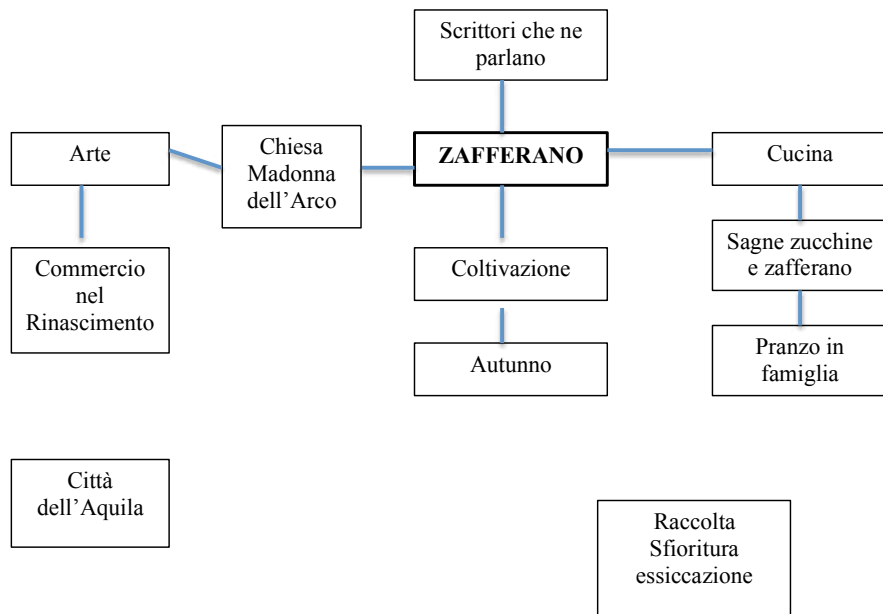 Scrittori che ne
parlano
Arte
Chiesa
Madonna
dell’Arco
ZAFFERANO
Cucina
Commercio
nel
Rinascimento
Coltivazione
Sagne zucchine
e zafferano
Autunno
Pranzo in
famiglia
Città
dell’Aquila
Raccolta
Sfioritura
essiccazione